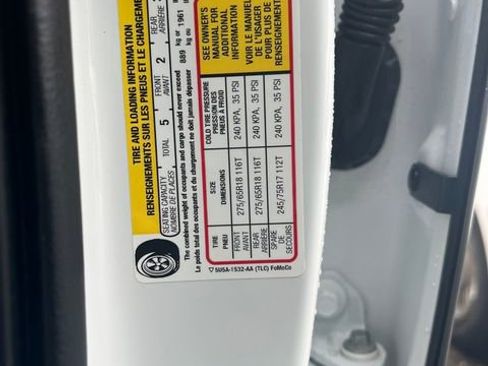 TIRE AND LOADING INFORMATION
RENSEIGNEMENTS SUR LES PNEUS ET LE CHARGEMENT
SEATING CAPACITY
NOMBRE DE PLACES
TOTAL 5
FRONT
AVANT 2
REAR
ARRIÈRE
The combined weight of occupants and cargo should never exceed 889 kg or 1961
Le poids total des occupants et du chargement ne doit jamais dépasser 889 kg ou 1961
TIRE SIZE COLD TIRE PRESSURE
PNEU DIMENSIONS PRESSION DES PNEUS À FROID
FRONT
AVANT 275/65R18 116T 240 KPA, 35 PSI
REAR
ARRIÈRE 275/65R18 116T 240 KPA, 35 PSI
SPARE
DE
SECOURS 245/75R17 112T 240 KPA, 35 PSI
SEE OWNER'S
MANUAL FOR
ADDITIONAL
INFORMATION
VOIR LE MANUEL
DE L'USAGER
POUR PLUS DE
RENSEIGNEMENTS
5U5A-1532-AA (TLC) FoMoCo